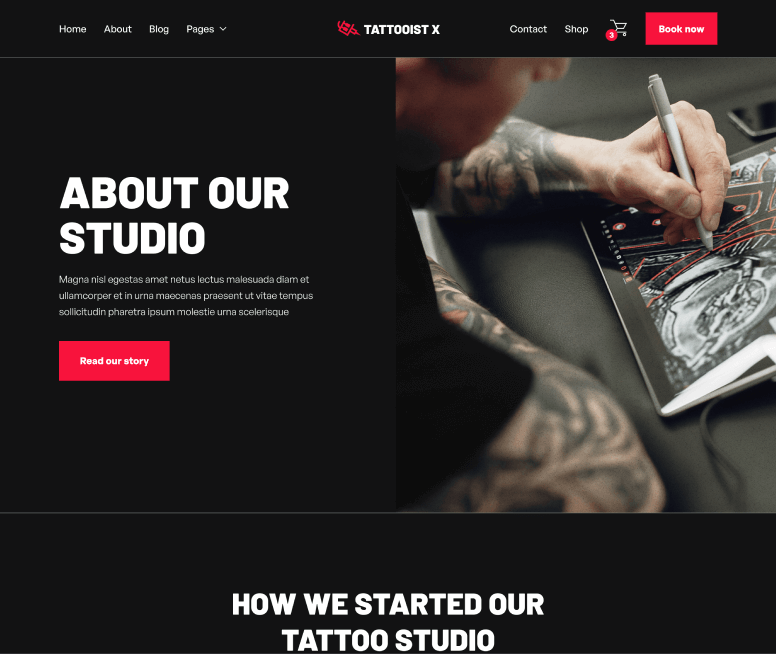 Home About Blog Pages TATTOOIST X Contact Shop 3 Book now
ABOUT OUR
STUDIO
Magna nisl egestas amet netus lectus malesuada diam et
ullamcorper et in urna maecenas praesent ut vitae tempus
sollicitudin pharetra ipsum molestie urna scelerisque
Read our story
HOW WE STARTED OUR
TATTOO STUDIO